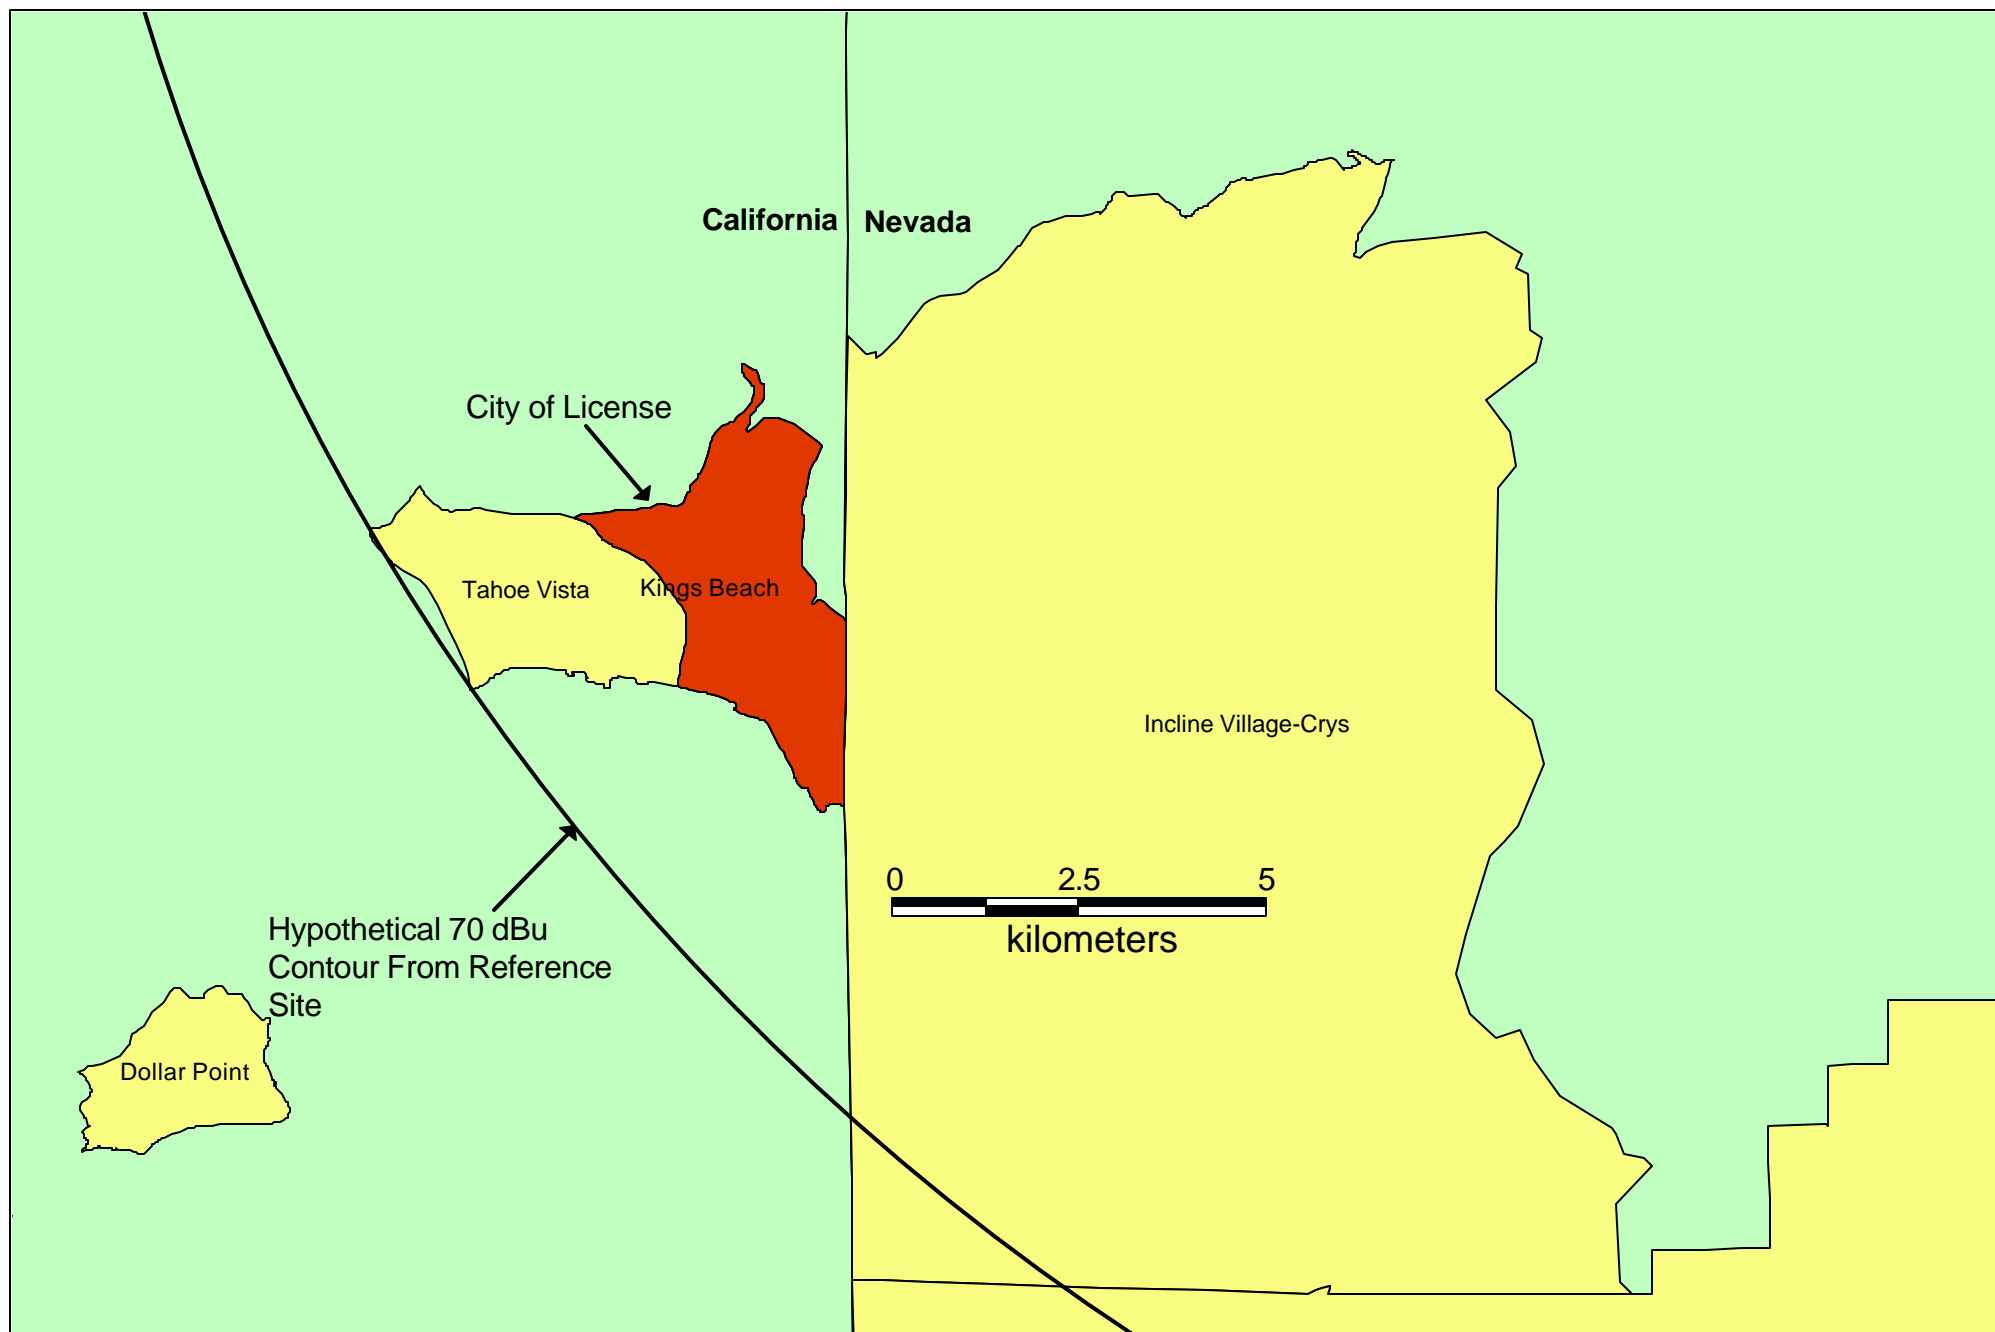 California
Nevada
City of License
Tahoe Vista
Kings Beach
Incline Village-Crys
0 2.5 5
kilometers
Hypothetical 70 dBu
Contour From Reference
Site
Dollar Point